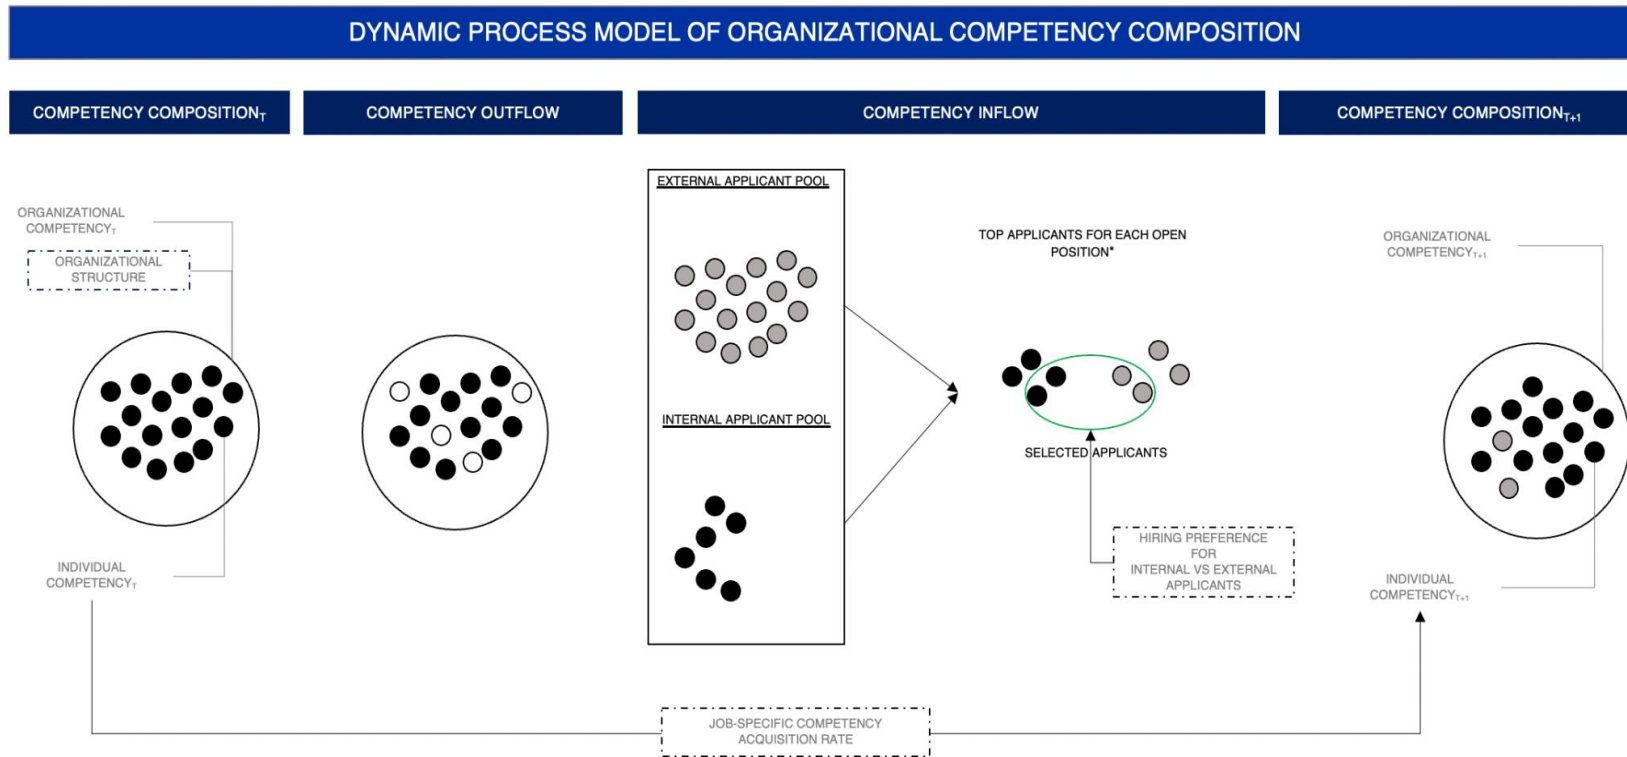 DYNAMIC PROCESS MODEL OF ORGANIZATIONAL COMPETENCY COMPOSITION
COMPETENCY COMPOSITIONT
COMPETENCY OUTFLOW
COMPETENCY INFLOW
COMPETENCY COMPOSITIONT+1
ORGANIZATIONAL
COMPETENCYT
ORGANIZATIONAL
STRUCTURE
INDIVIDUAL
COMPETENCYT
EXTERNAL APPLICANT POOL
INTERNAL APPLICANT POOL
TOP APPLICANTS FOR EACH OPEN
POSITION*
SELECTED APPLICANTS
HIRING PREFERENCE
FOR
INTERNAL VS EXTERNAL
APPLICANTS
ORGANIZATIONAL
COMPETENCYT+1
INDIVIDUAL
COMPETENCYT+1
JOB-SPECIFIC COMPETENCY
ACQUISITION RATE